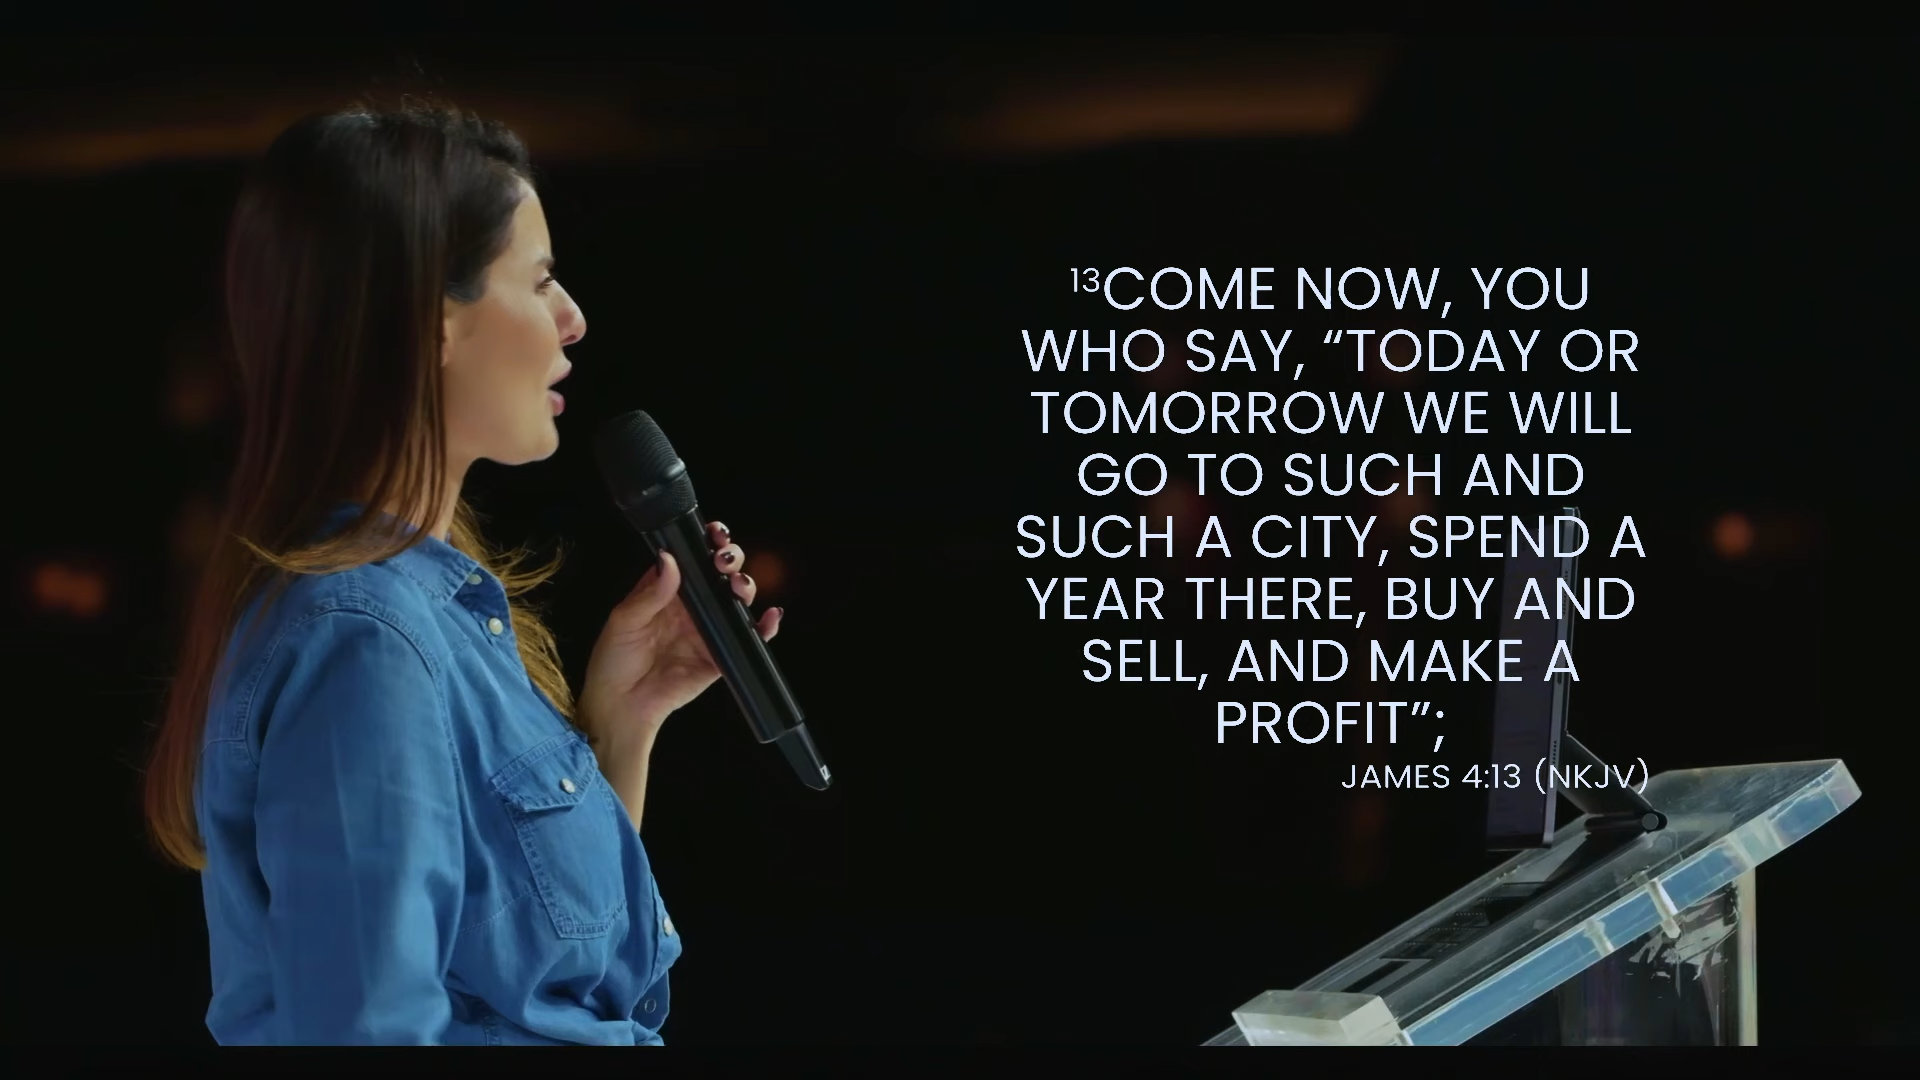 ¹³COME NOW, YOU
WHO SAY, “TODAY OR
TOMORROW WE WILL
GO TO SUCH AND
SUCH A CITY, SPEND A
YEAR THERE, BUY AND
SELL, AND MAKE A
PROFIT”;
JAMES 4:13 (NKJV)